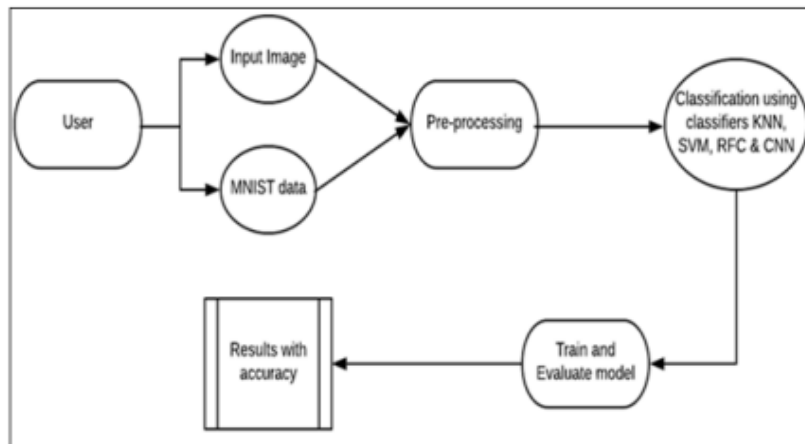 Input Image
User
MNIST data
Pre-processing
Classification using
classifiers KNN,
SVM, RFC & CNN
Results with
accuracy
Train and
Evaluate model